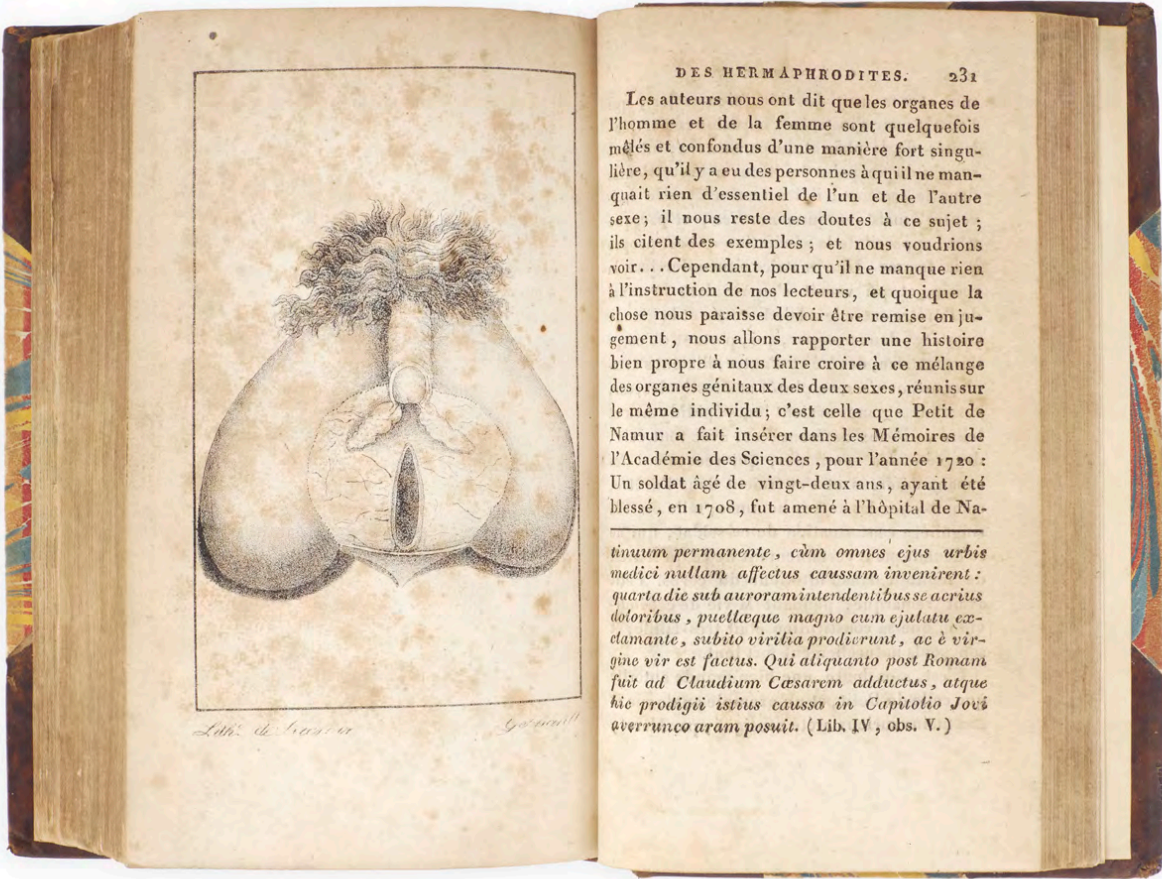 Lith. de
DES HERMAPHRODITES. 231
Les auteurs nous ont dit que les organes de
l'homme et de la femme sont quelquefois
mêlés et confondus d'une manière fort singu-
lière, qu'il y a eu des personnes à qui il ne man-
quait rien d'essentiel de l'un et de l'autre
sexe; il nous reste des doutes à ce sujet;
ils citent des exemples; et nous voudrions
voir... Cependant, pour qu'il ne manque rien
à l'instruction de nos lecteurs, et quoique la
chose nous paraisse devoir être remise en ju-
gement, nous allons rapporter une histoire
bien propre à nous faire croire à ce mélange
des organes génitaux des deux sexes, réunis sur
le même individu; c'est celle que Petit de
Namur a fait insérer dans les Mémoires de
l'Académie des Sciences, pour l'année 1720:
Un soldat âgé de vingt-deux ans, ayant été
blessé, en 1708, fut amené à l'hôpital de Na-
tinuum permanente, cùm omnes ejus urbis
medici nullam affectus caussam invenirent:
quarta die sub auroram intendentibus se acrius
doloribus, puellæque magno cum ejulatu ex-
clamante, subito virilia prodierunt, ac è vir-
gine vir est factus. Qui aliquanto post Romam
fuit ad Claudium Cæsarem adductus, atque
hic prodigii istius caussa in Capitolio Jovi
averrunco aram posuit. (Lib. IV, obs. V.)